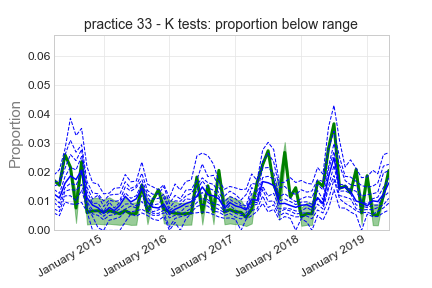 practice 33 - K tests: proportion below range
0.06
0.05
0.04
0.03
0.02
0.01
0.00
Proportion
January 2015
January 2016
January 2017
January 2018
January 2019